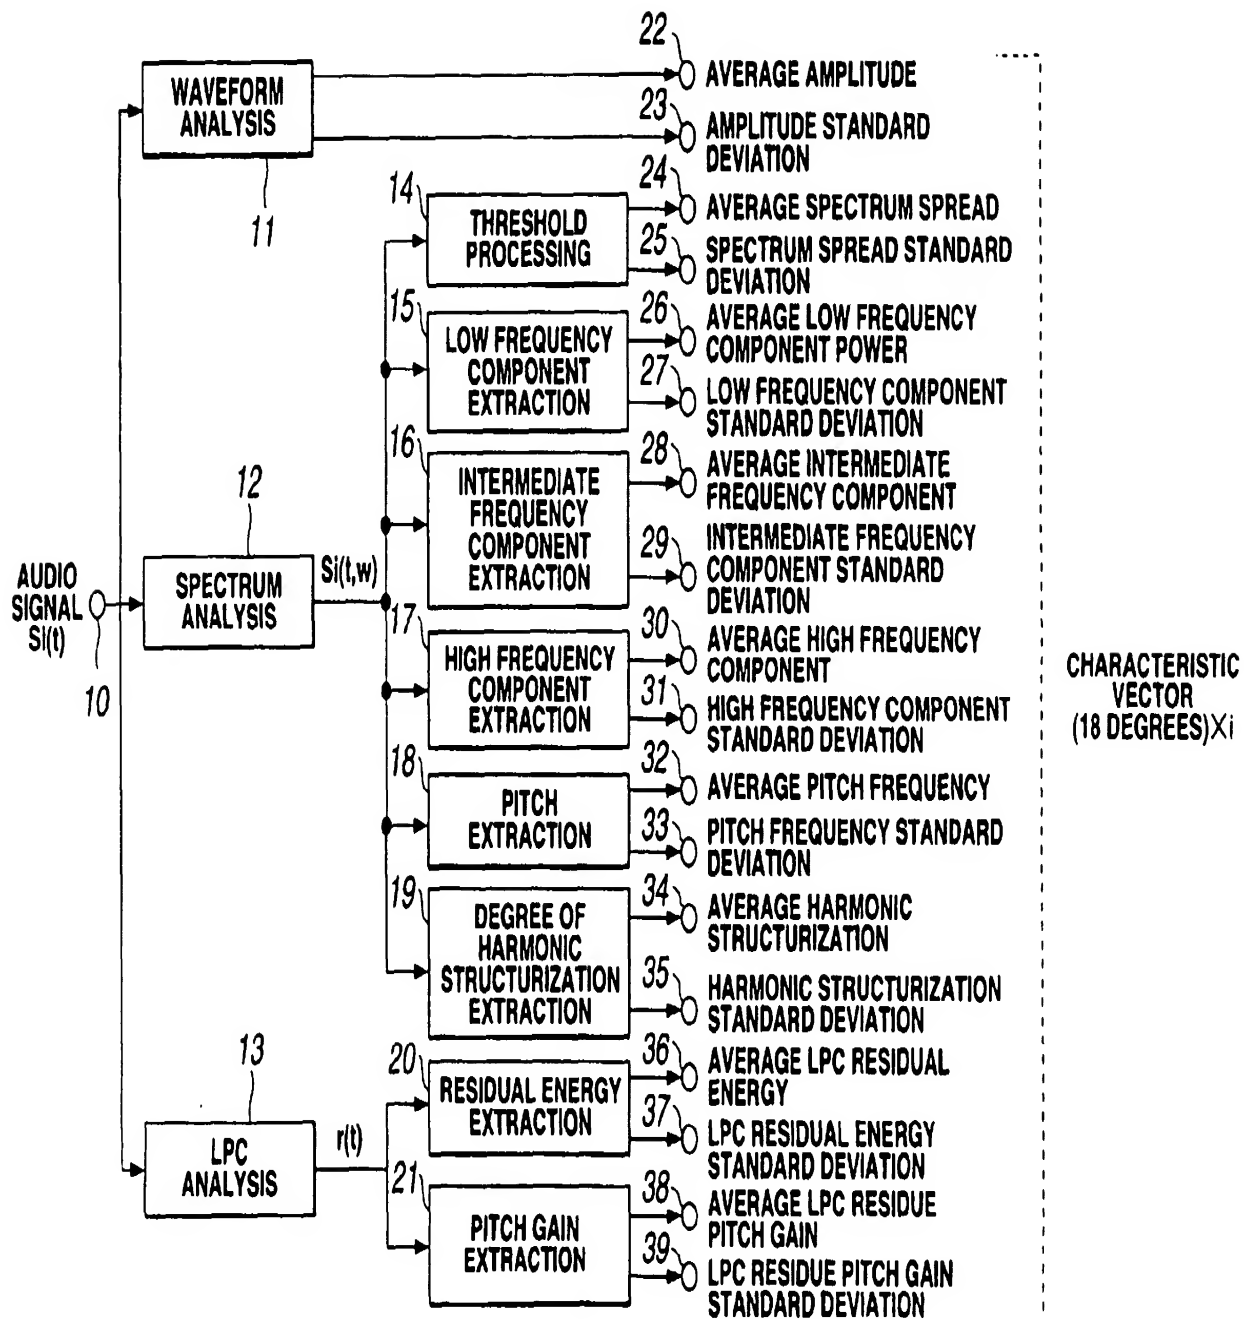 22
AVERAGE AMPLITUDE
WAVEFORM
ANALYSIS
11
23
AMPLITUDE STANDARD
DEVIATION
14
THRESHOLD
PROCESSING
24
AVERAGE SPECTRUM SPREAD
25
SPECTRUM SPREAD STANDARD
DEVIATION
15
LOW FREQUENCY
COMPONENT
EXTRACTION
26
AVERAGE LOW FREQUENCY
COMPONENT POWER
27
LOW FREQUENCY COMPONENT
STANDARD DEVIATION
16
INTERMEDIATE
FREQUENCY
COMPONENT
EXTRACTION
28
AVERAGE INTERMEDIATE
FREQUENCY COMPONENT
29
INTERMEDIATE FREQUENCY
COMPONENT STANDARD
DEVIATION
AUDIO
SIGNAL
Si(t)
10
12
SPECTRUM
ANALYSIS
Si(t,w)
17
HIGH FREQUENCY
COMPONENT
EXTRACTION
30
AVERAGE HIGH FREQUENCY
COMPONENT
31
HIGH FREQUENCY COMPONENT
STANDARD DEVIATION
CHARACTERISTIC
VECTOR
(18 DEGREES)Xi
18
PITCH
EXTRACTION
32
AVERAGE PITCH FREQUENCY
33
PITCH FREQUENCY STANDARD
DEVIATION
19
DEGREE OF
HARMONIC
STRUCTURIZATION
EXTRACTION
34
AVERAGE HARMONIC
STRUCTURIZATION
35
HARMONIC STRUCTURIZATION
STANDARD DEVIATION
13
LPC
ANALYSIS
r(t)
20
RESIDUAL ENERGY
EXTRACTION
36
AVERAGE LPC RESIDUAL
ENERGY
37
LPC RESIDUAL ENERGY
STANDARD DEVIATION
21
PITCH GAIN
EXTRACTION
38
AVERAGE LPC RESIDUE
PITCH GAIN
39
LPC RESIDUE PITCH GAIN
STANDARD DEVIATION